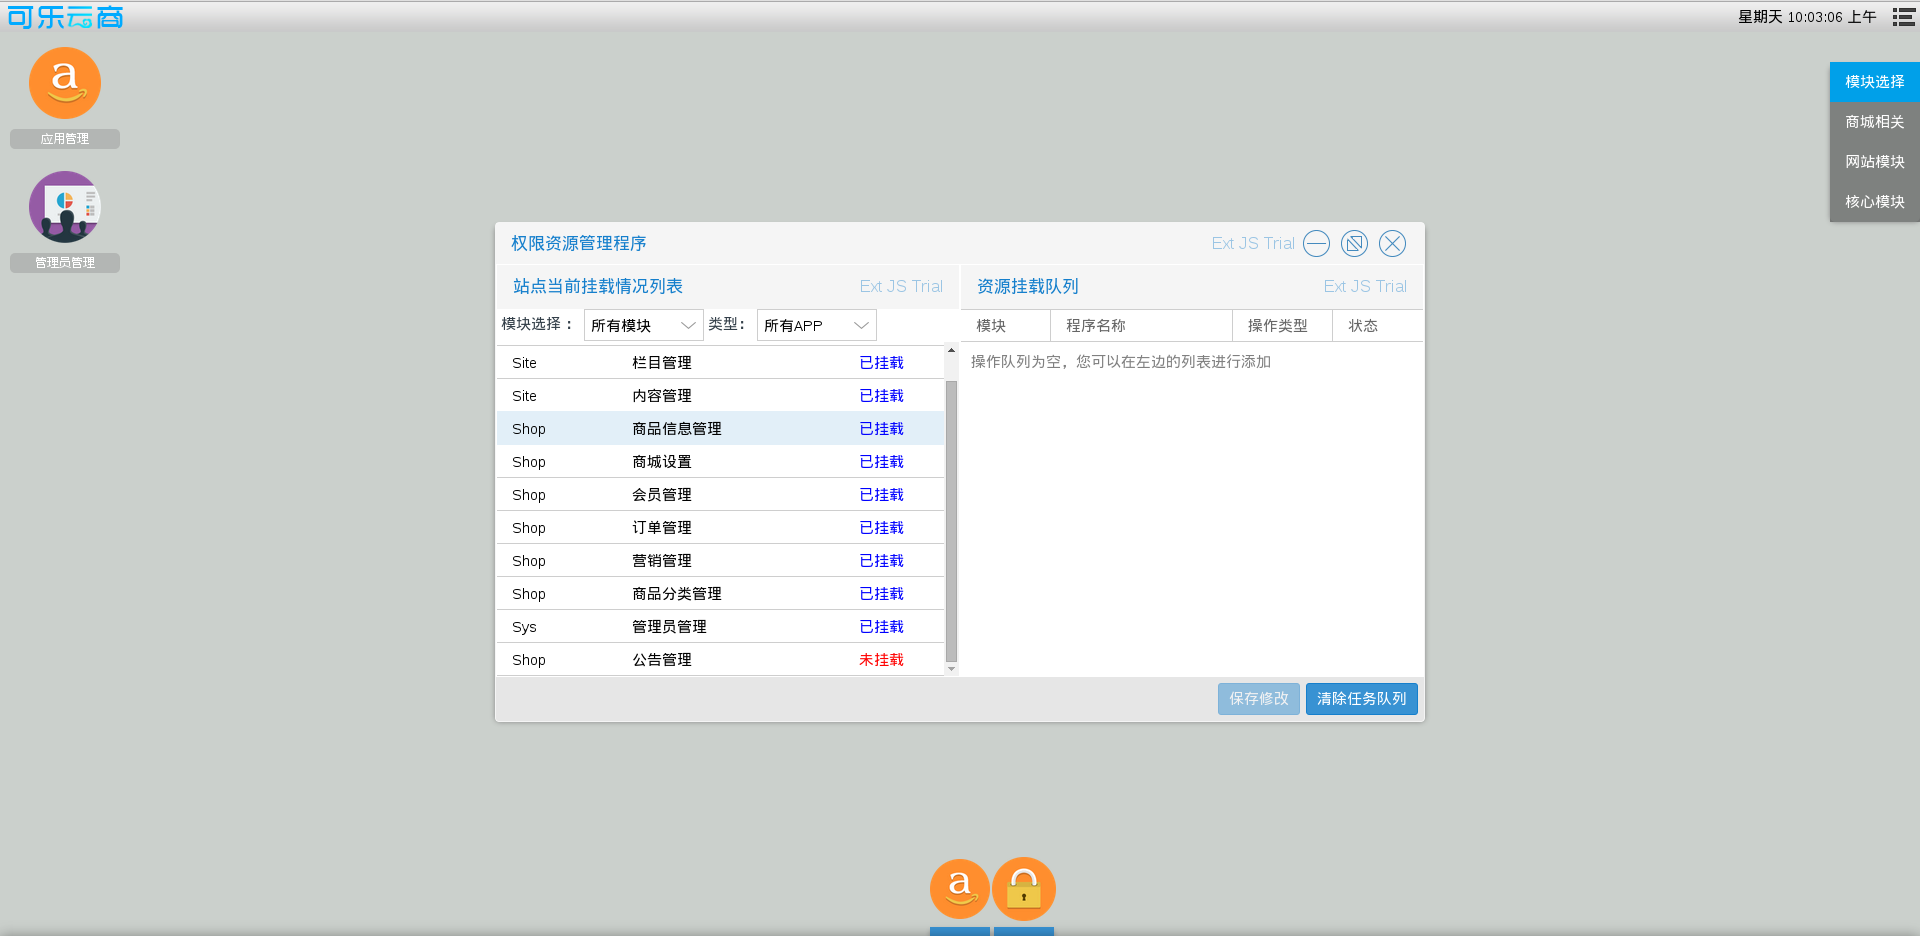 可乐云商
星期天 10:03:06 上午
应用管理
管理员管理
模块选择
商城相关
网站模块
核心模块
权限资源管理程序 Ext JS Trial
站点当前挂载情况列表 Ext JS Trial
模块选择： 所有模块 类型： 所有APP
Site 栏目管理 已挂载
Site 内容管理 已挂载
Shop 商品信息管理 已挂载
Shop 商城设置 已挂载
Shop 会员管理 已挂载
Shop 订单管理 已挂载
Shop 营销管理 已挂载
Shop 商品分类管理 已挂载
Sys 管理员管理 已挂载
Shop 公告管理 未挂载
资源挂载队列 Ext JS Trial
模块 程序名称 操作类型 状态
操作队列为空，您可以在左边的列表进行添加
保存修改 清除任务队列